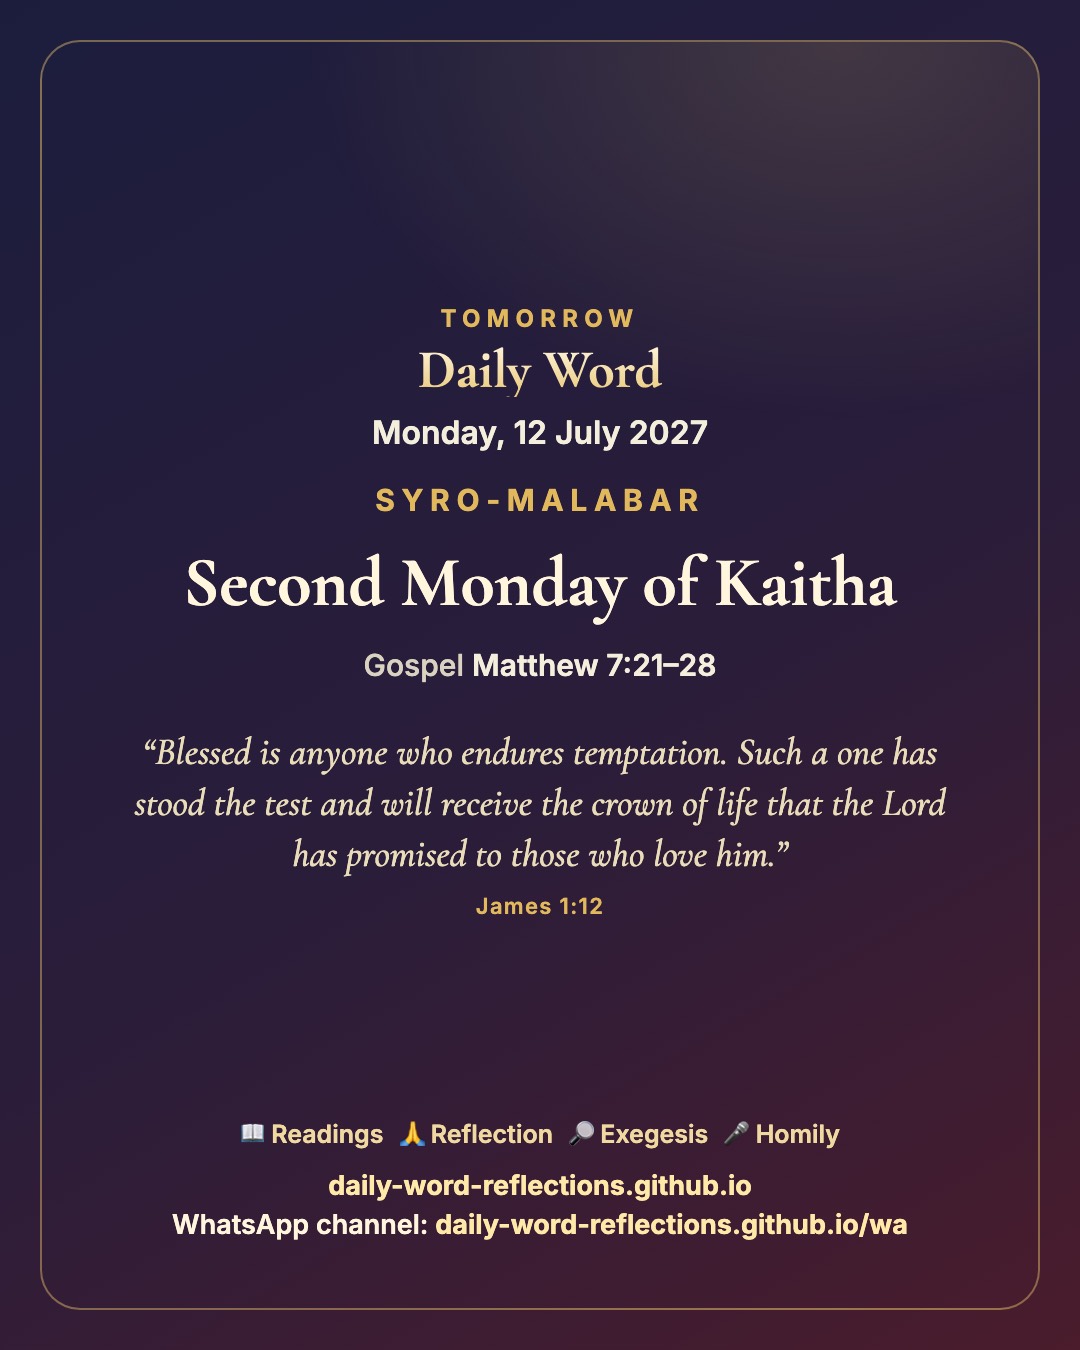 TOMORROW
Daily Word
Monday, 12 July 2027
SYRO-MALABAR
Second Monday of Kaitha
Gospel Matthew 7:21–28
“Blessed is anyone who endures temptation. Such a one has
stood the test and will receive the crown of life that the Lord
has promised to those who love him.”
James 1:12
📖 Readings 🙏 Reflection 🔎 Exegesis 🎤 Homily
daily-word-reflections.github.io
WhatsApp channel: daily-word-reflections.github.io/wa